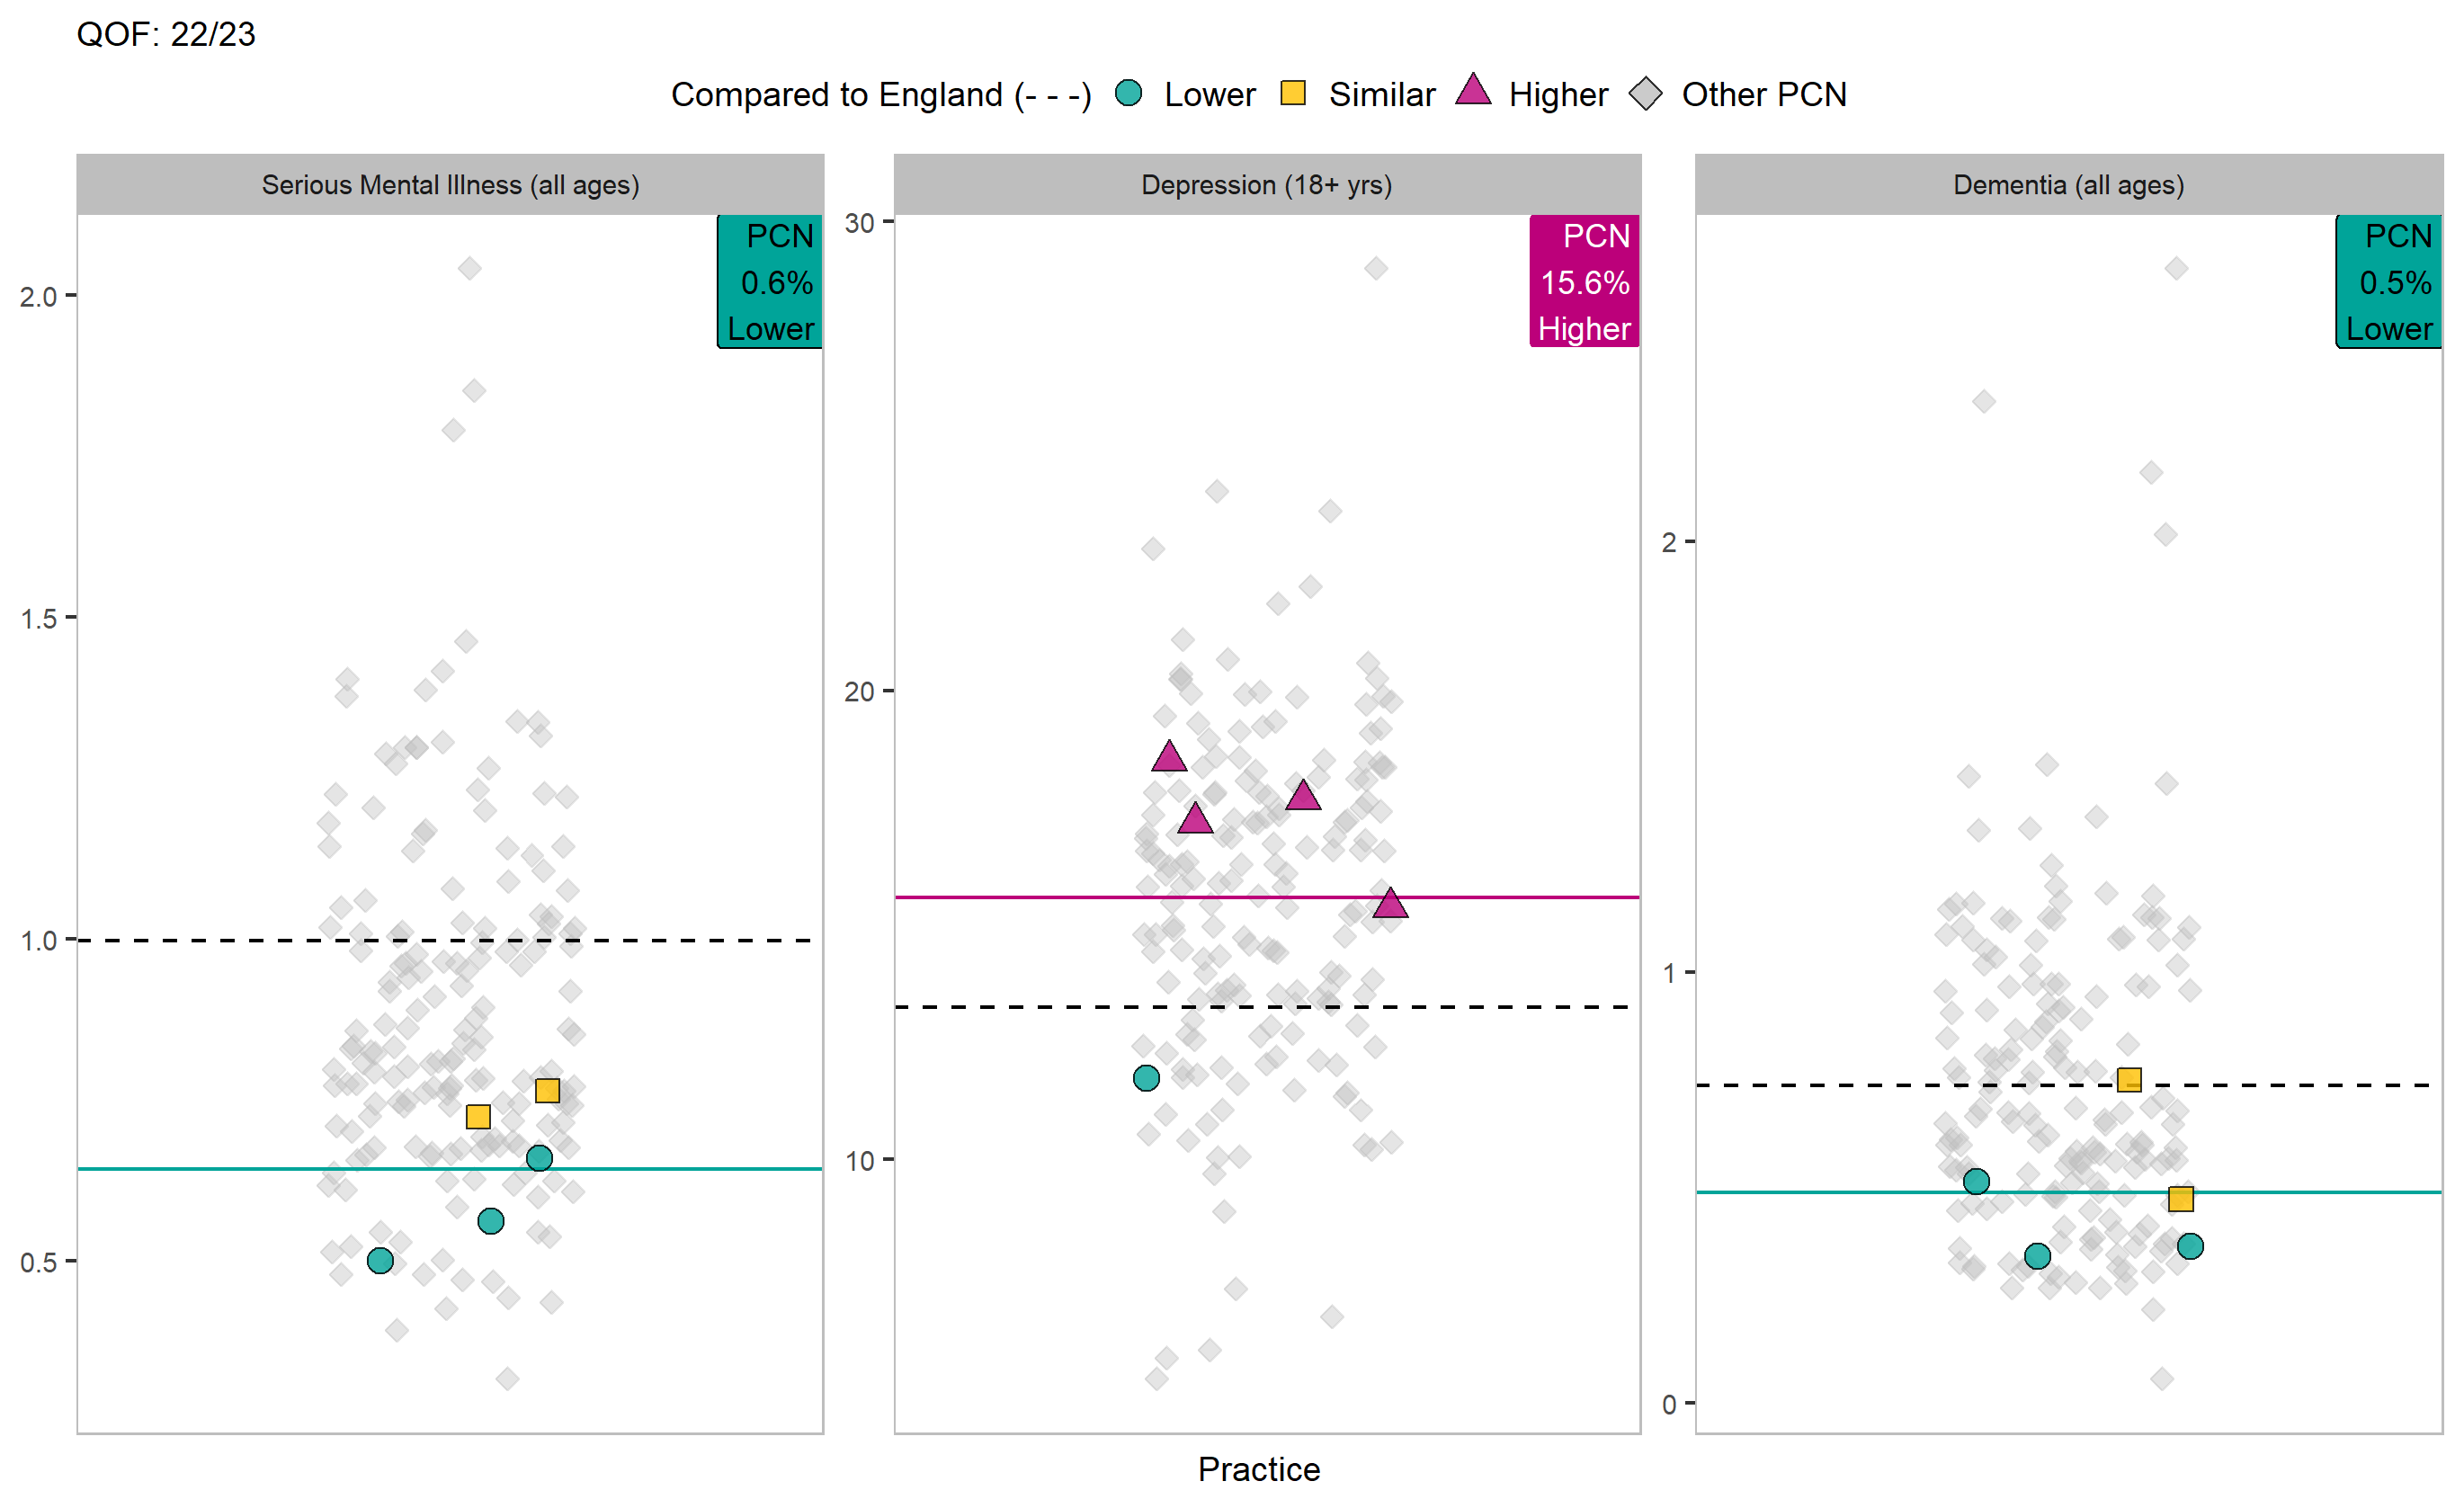 QOF: 22/23
Compared to England (- - -) Lower Similar Higher Other PCN
Serious Mental Illness (all ages)
PCN
0.6%
Lower
2.0
1.5
1.0
0.5
Depression (18+ yrs)
PCN
15.6%
Higher
30
20
10
Dementia (all ages)
PCN
0.5%
Lower
2
1
0
Practice